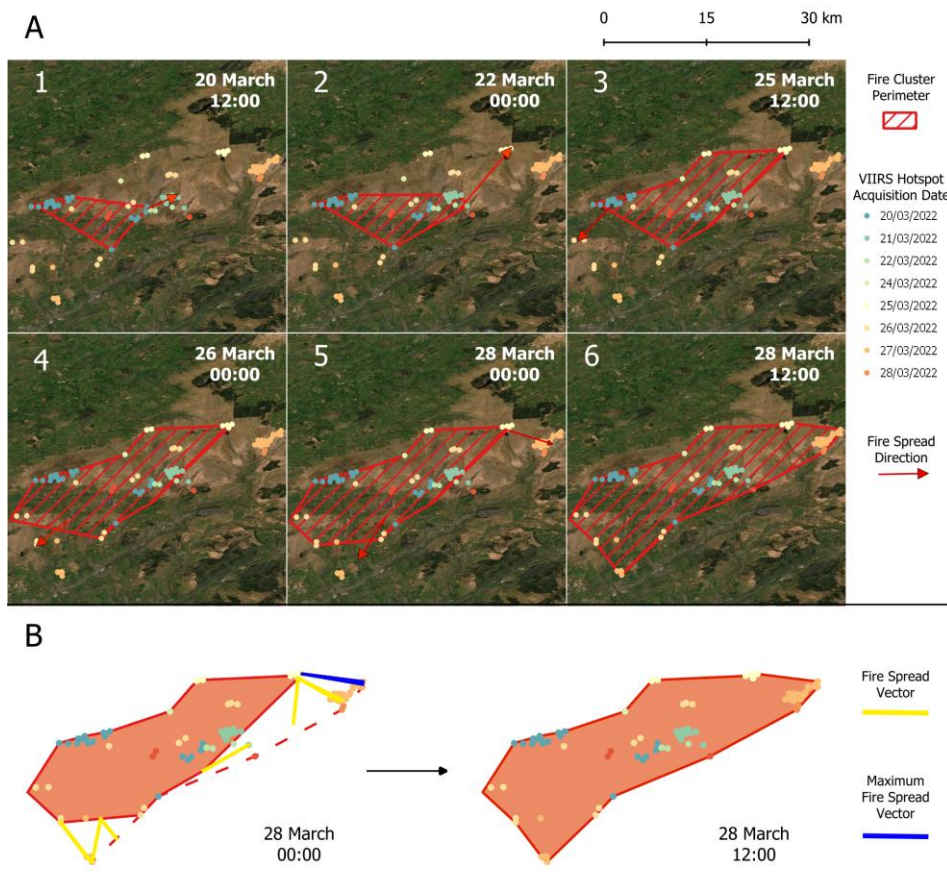 A
0 15 30 km
1
20 March
12:00
2
22 March
00:00
3
25 March
12:00
Fire Cluster
Perimeter
VIIRS Hotspot
Acquisition Date
20/03/2022
21/03/2022
22/03/2022
24/03/2022
25/03/2022
26/03/2022
27/03/2022
28/03/2022
4
26 March
00:00
5
28 March
00:00
6
28 March
12:00
Fire Spread
Direction
B
28 March
00:00
28 March
12:00
Fire Spread
Vector
Maximum
Fire Spread
Vector